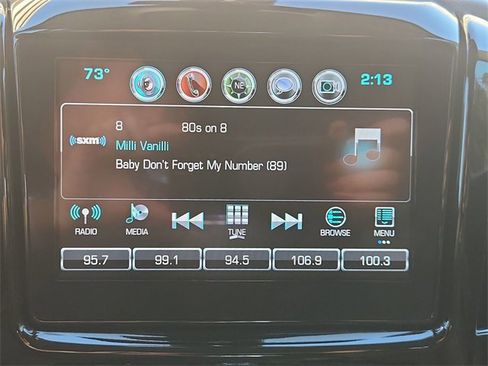 73° NE 2:13
8 80s on 8
((sxm)) Milli Vanilli
Baby Don't Forget My Number (89)
RADIO MEDIA TUNE BROWSE MENU
95.7 99.1 94.5 106.9 100.3